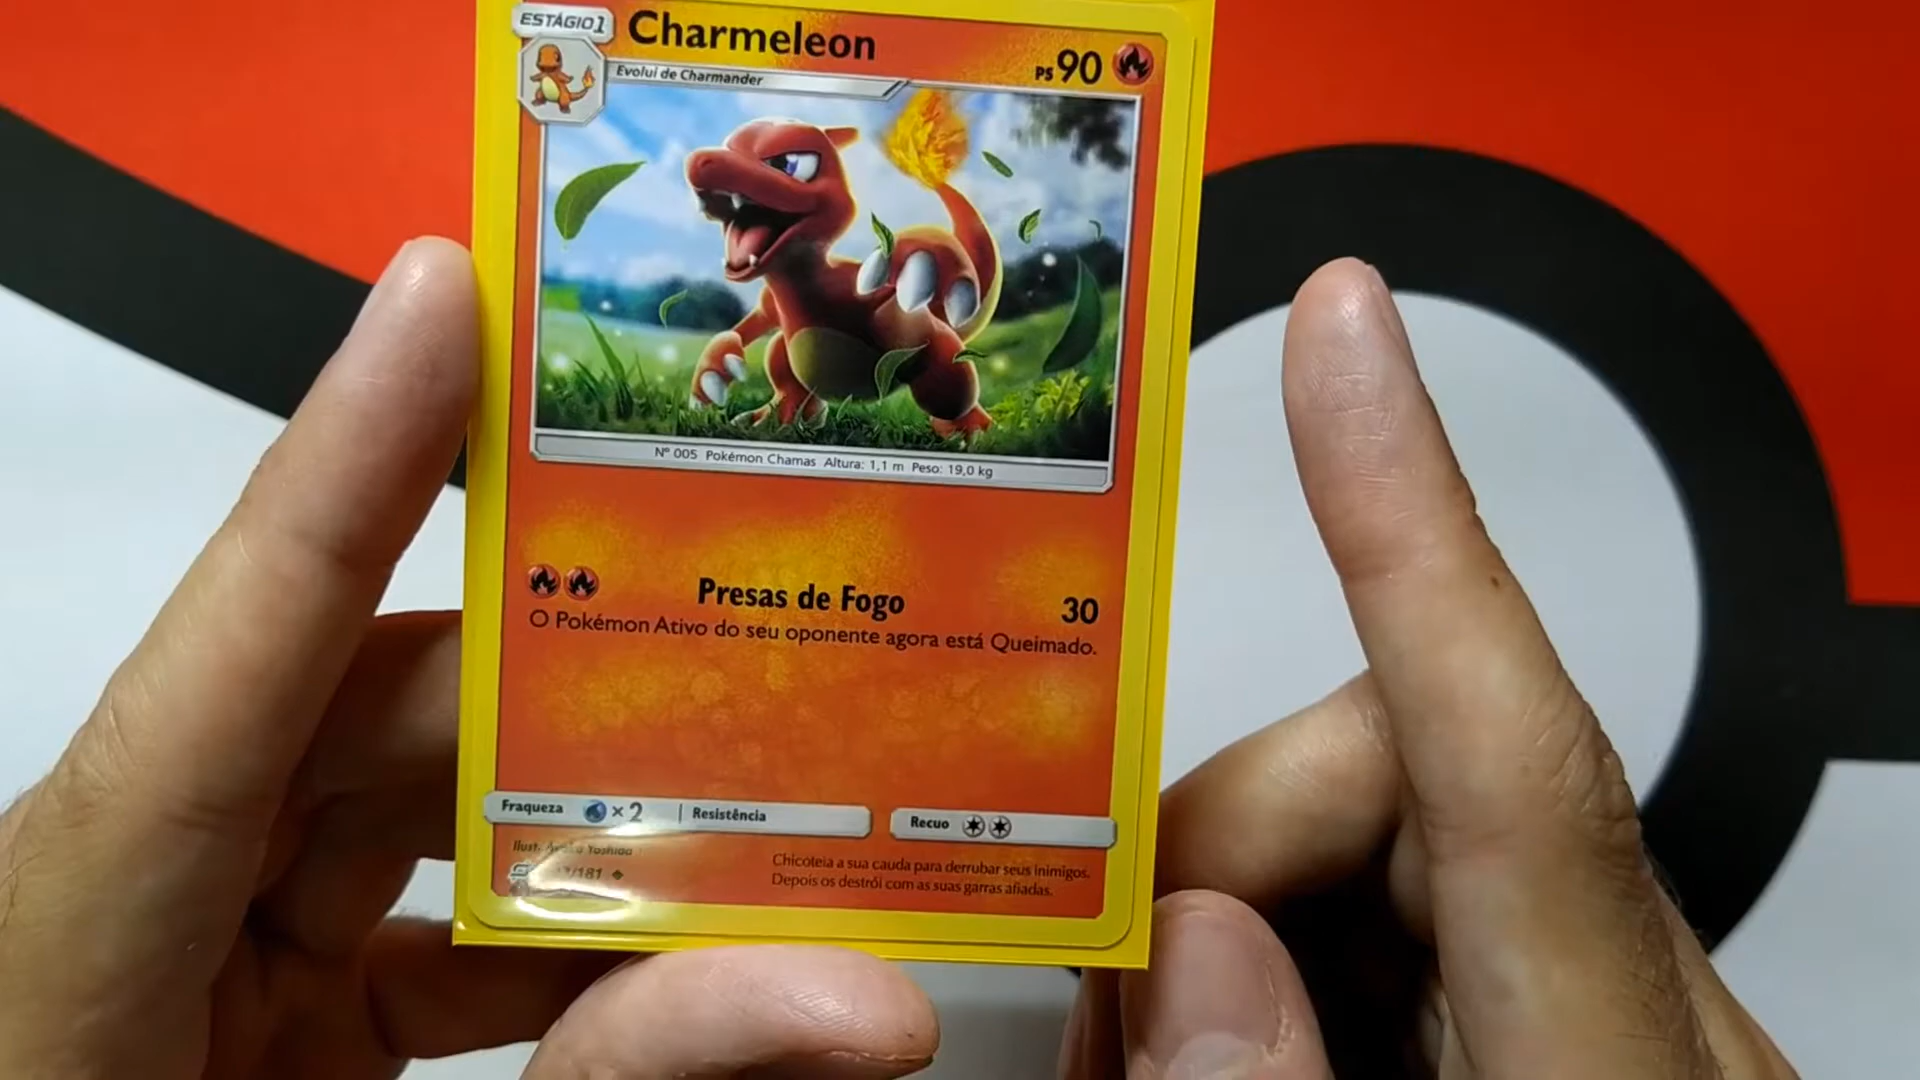 ESTÁGIO 1
Charmeleon
PS 90
Evolui de Charmander
Nº 005 Pokémon Chamas Altura: 1,1 m Peso: 19,0 kg
Presas de Fogo 30
O Pokémon Ativo do seu oponente agora está Queimado.
Fraqueza × 2 Resistência Recuo
Ilust. Yoshida
/181
Chicoteia a sua cauda para derrubar seus inimigos.
Depois os destrói com as suas garras afiadas.